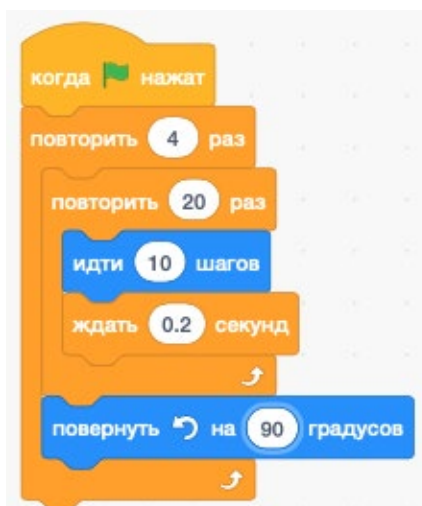 когда нажат
повторить 4 раз
повторить 20 раз
идти 10 шагов
ждать 0.2 секунд
повернуть на 90 градусов